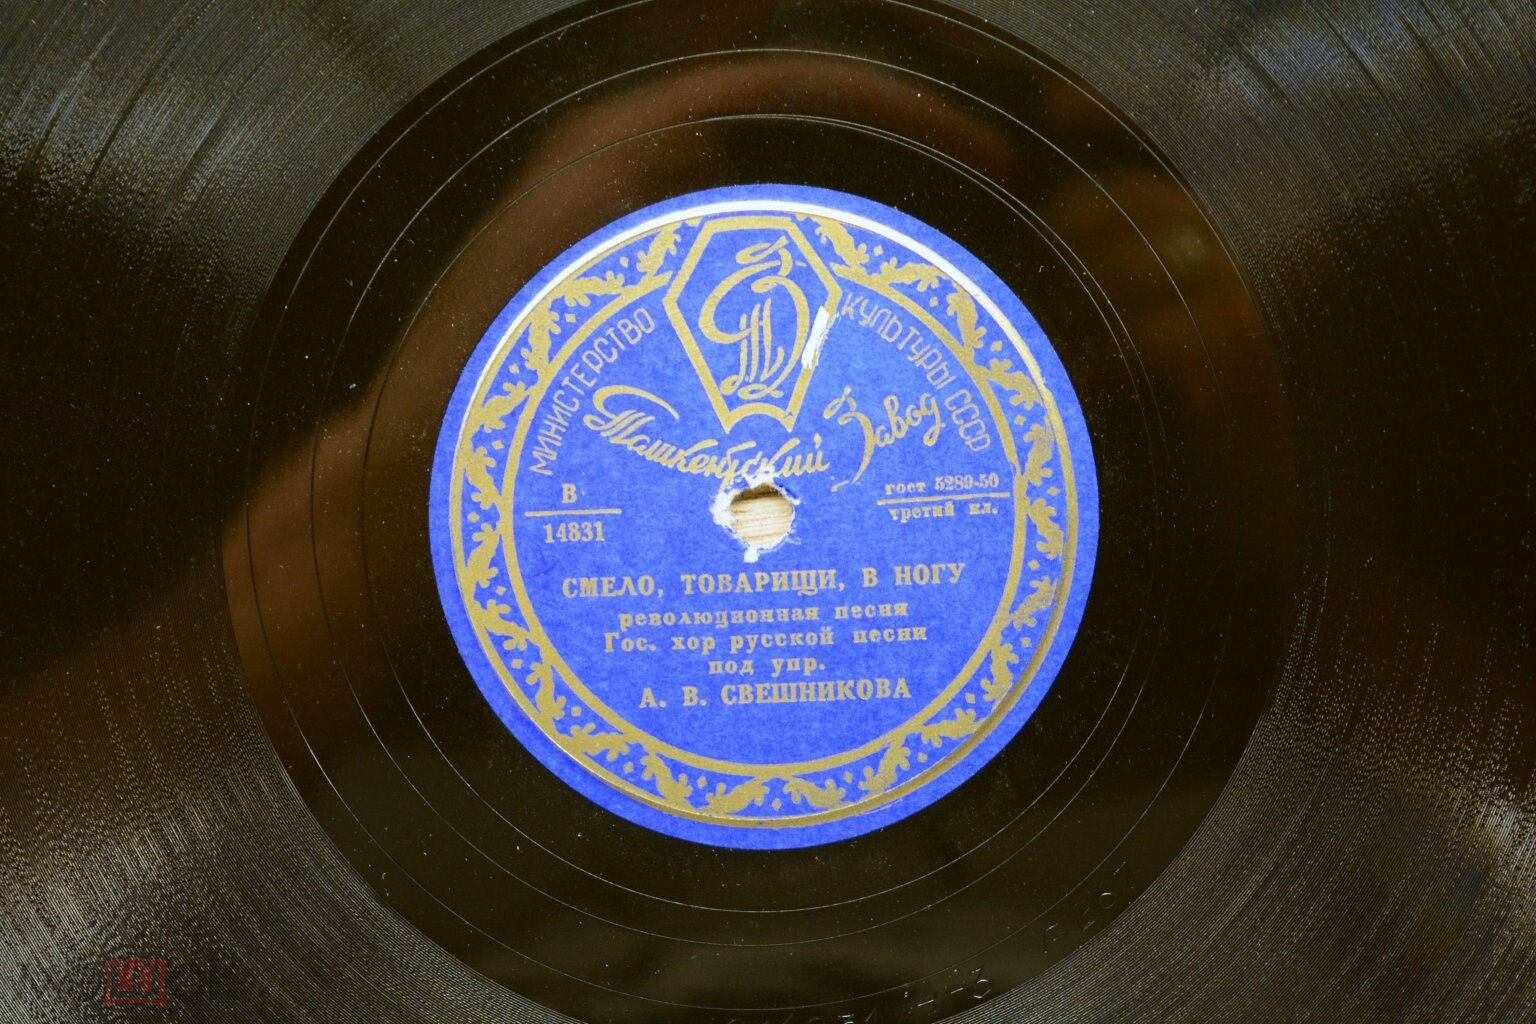 МИНИСТЕРСТВО КУЛЬТУРЫ СССР
Ташкентский Завод
В
14831
гост 5289-50
третий кл.
СМЕЛО, ТОВАРИЩИ, В НОГУ
революционная песня
Гос. хор русской песни
под упр.
А. В. СВЕШНИКОВА